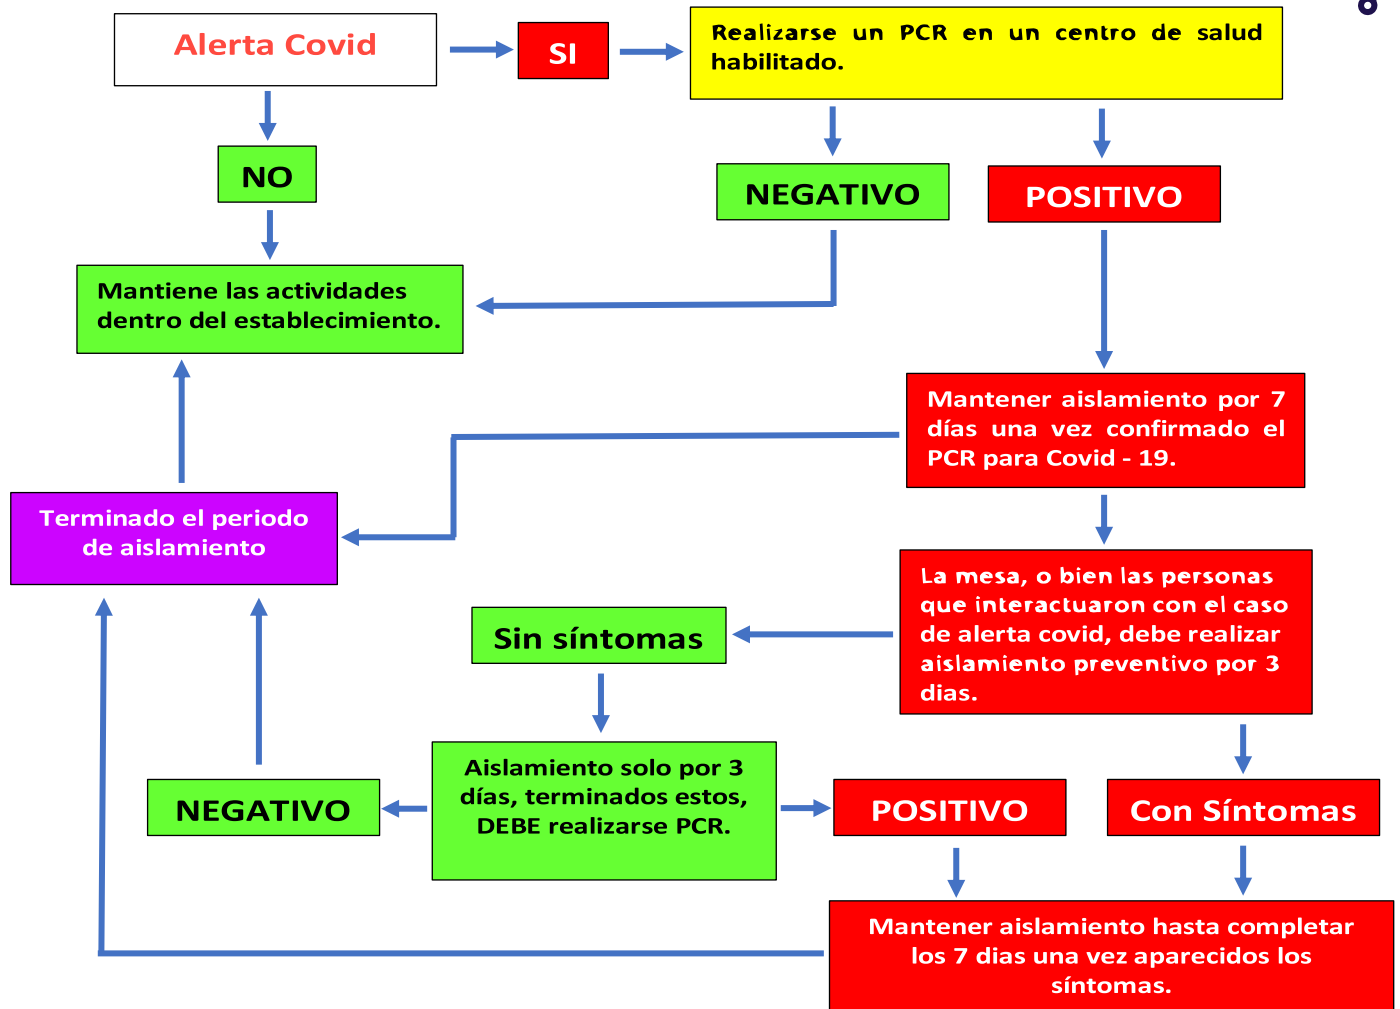 Alerta Covid
SI
Realizarse un PCR en un centro de salud
habilitado.
NO
NEGATIVO
POSITIVO
Mantiene las actividades
dentro del establecimiento.
Mantener aislamiento por 7
días una vez confirmado el
PCR para Covid - 19.
Terminado el periodo
de aislamiento
La mesa, o bien las personas
que interactuaron con el caso
de alerta covid, debe realizar
aislamiento preventivo por 3
dias.
Sin síntomas
Aislamiento solo por 3
días, terminados estos,
DEBE realizarse PCR.
NEGATIVO
POSITIVO
Con Síntomas
Mantener aislamiento hasta completar
los 7 dias una vez aparecidos los
síntomas.